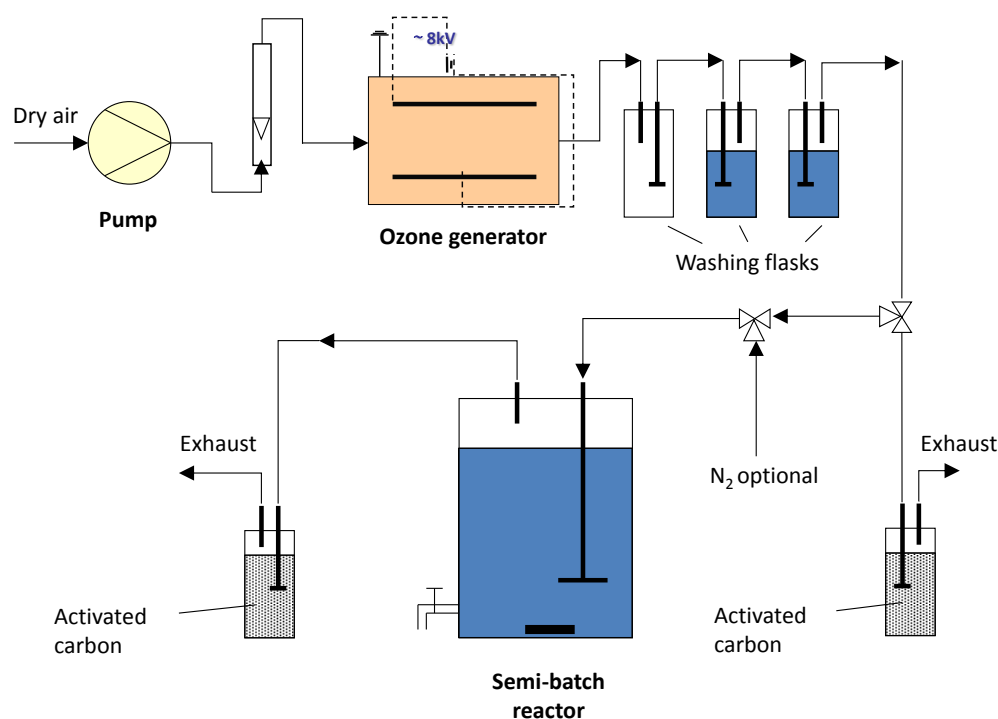 ~ 8kV
Dry air
Pump
Ozone generator
Washing flasks
Exhaust
Exhaust
N₂ optional
Activated
carbon
Activated
carbon
Semi-batch
reactor